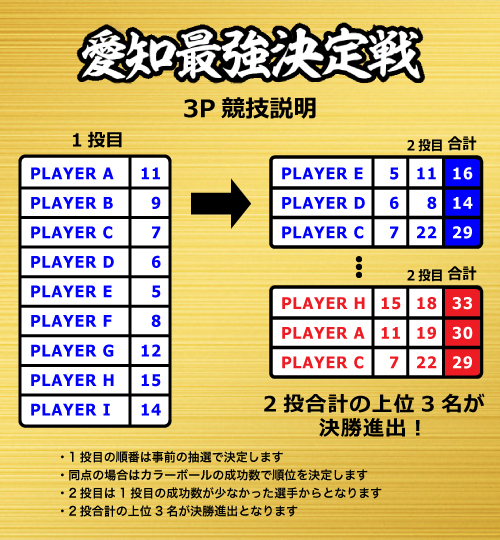 愛知最強決定戦
3P 競技説明
1 投目
PLAYER A 11
PLAYER B 9
PLAYER C 7
PLAYER D 6
PLAYER E 5
PLAYER F 8
PLAYER G 12
PLAYER H 15
PLAYER I 14
2 投目 合計
PLAYER E 5 11 16
PLAYER D 6 8 14
PLAYER C 7 22 29
2 投目 合計
PLAYER H 15 18 33
PLAYER A 11 19 30
PLAYER C 7 22 29
2 投合計の上位 3 名が
決勝進出！
・1 投目の順番は事前の抽選で決定します
・同点の場合はカラーボールの成功数で順位を決定します
・2 投目は 1 投目の成功数が少なかった選手からとなります
・2 投合計の上位 3 名が決勝進出となります